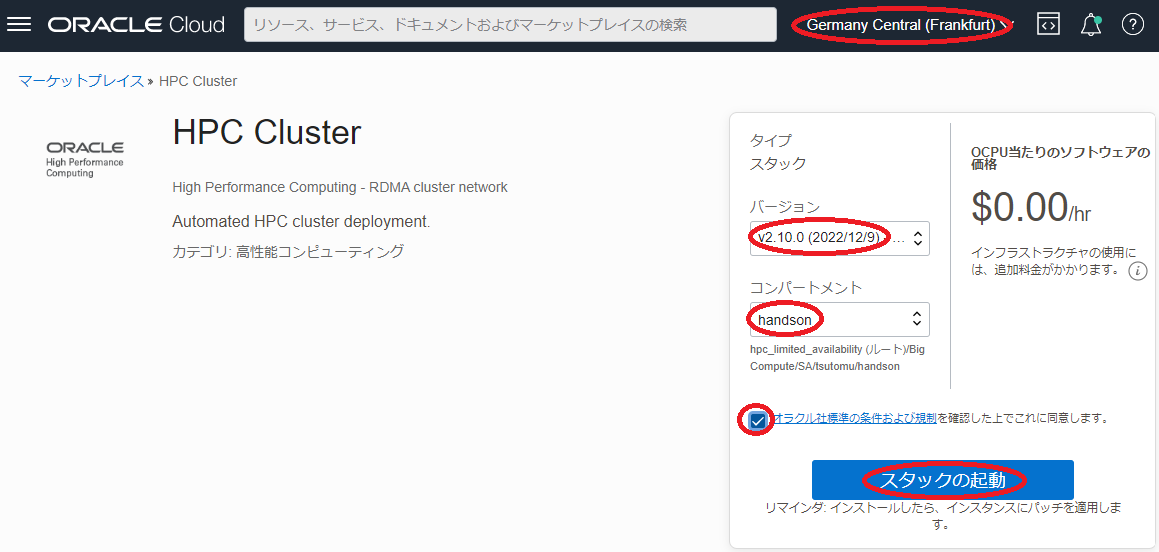 ORACLE Cloud
リソース、サービス、ドキュメントおよびマーケットプレイスの検索
Germany Central (Frankfurt)
マーケットプレイス » HPC Cluster
ORACLE
High Performance
Computing
HPC Cluster
High Performance Computing - RDMA cluster network
Automated HPC cluster deployment.
カテゴリ: 高性能コンピューティング
タイプ
スタック
バージョン
v2.10.0 (2022/12/9) - ...
コンパートメント
handson
hpc_limited_availability (ルート)/Big
Compute/SA/tsutomu/handson
OCPU当たりのソフトウェアの
価格
$0.00/hr
インフラストラクチャの使用に
は、追加料金がかかります。
オラクル社標準の条件および規制を確認した上でこれに同意します。
スタックの起動
リマインダ: インストールしたら、インスタンスにパッチを適用しま
す。